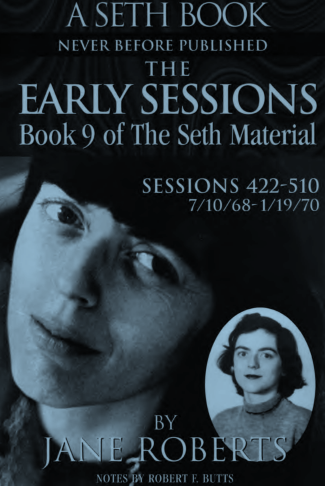 A SETH BOOK
NEVER BEFORE PUBLISHED
THE
EARLY SESSIONS
Book 9 of The Seth Material
SESSIONS 422-510
7/10/68-1/19/70
BY
JANE ROBERTS
NOTES BY ROBERT F. BUTTS